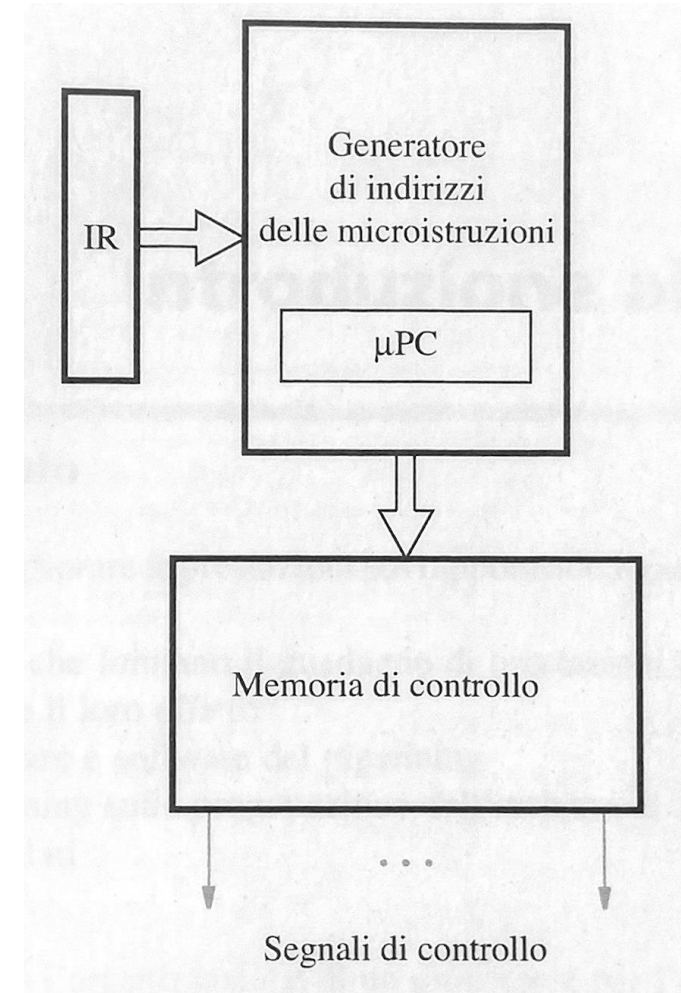 Generatore
di indirizzi
delle microistruzioni
IR
μPC
Memoria di controllo
...
Segnali di controllo